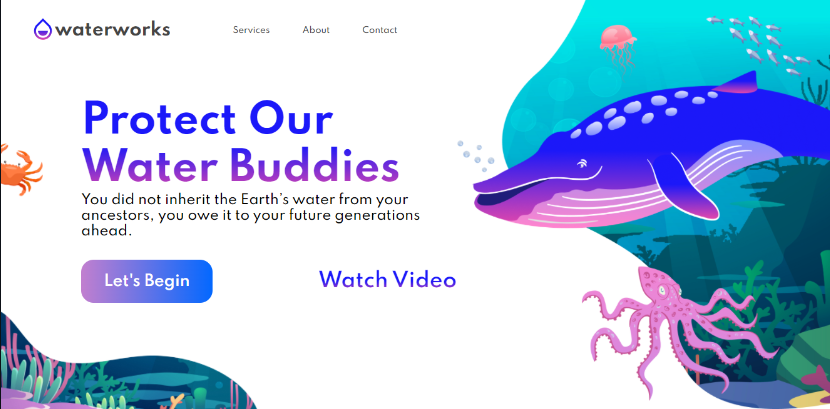 waterworks
Services
About
Contact
Protect Our
Water Buddies
You did not inherit the Earth's water from your
ancestors, you owe it to your future generations
ahead.
Let's Begin
Watch Video